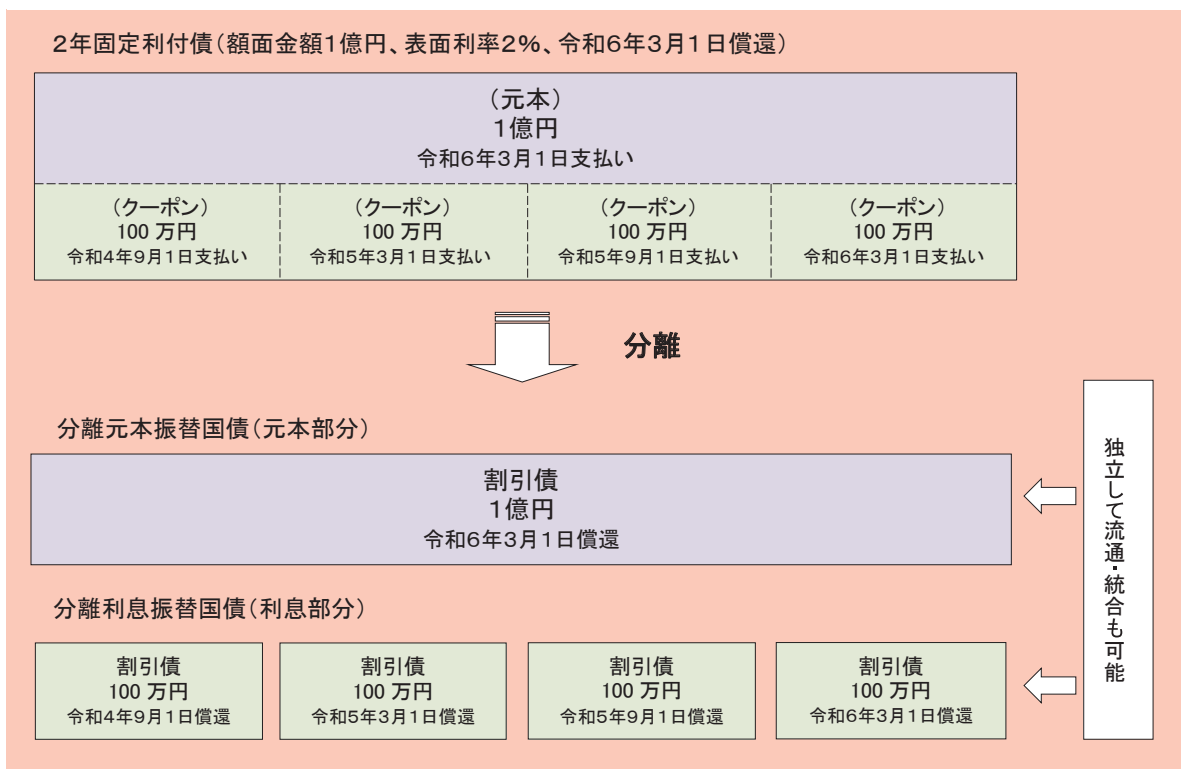 2年固定利付債(額面金額1億円、表面利率2%、令和6年3月1日償還)
(元本)
1億円
令和6年3月1日支払い
(クーポン)
100 万円
令和4年9月1日支払い
(クーポン)
100 万円
令和5年3月1日支払い
(クーポン)
100 万円
令和5年9月1日支払い
(クーポン)
100 万円
令和6年3月1日支払い
分離
分離元本振替国債(元本部分)
割引債
1億円
令和6年3月1日償還
分離利息振替国債(利息部分)
割引債
100 万円
令和4年9月1日償還
割引債
100 万円
令和5年3月1日償還
割引債
100 万円
令和5年9月1日償還
割引債
100 万円
令和6年3月1日償還
独立して流通・統合も可能